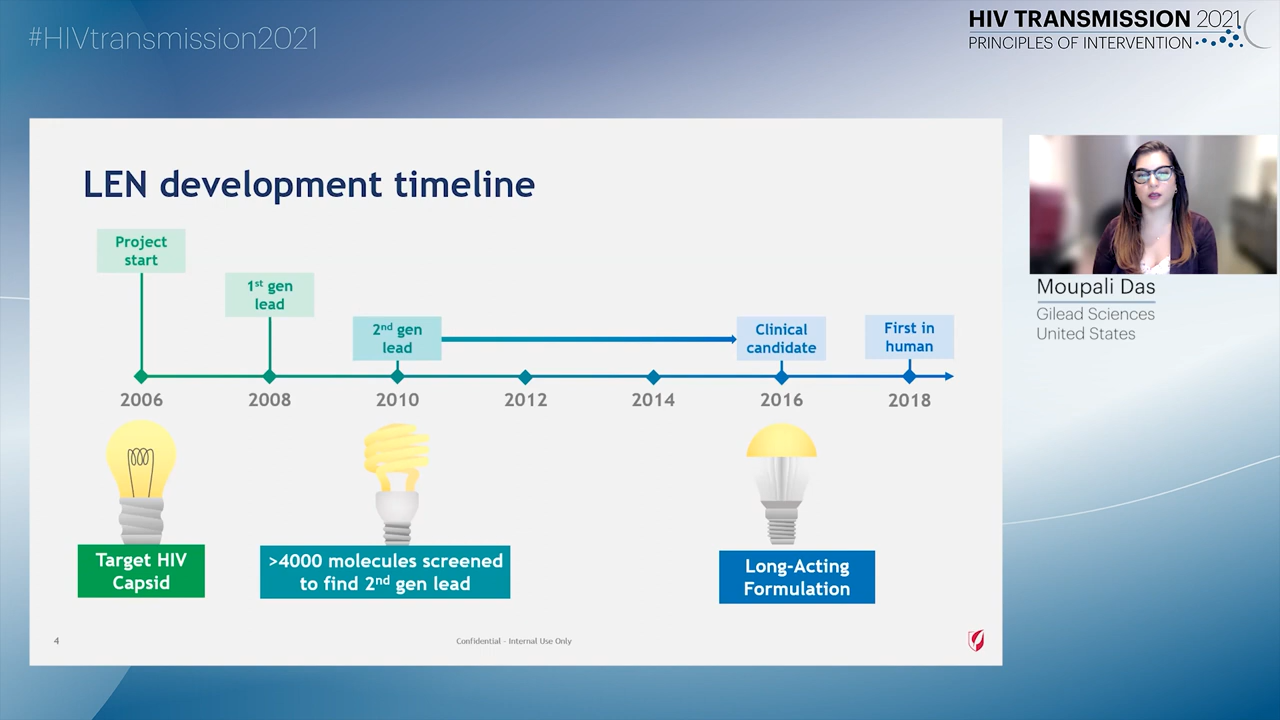 #HIVtransmission2021
HIV TRANSMISSION 2021
PRINCIPLES OF INTERVENTION
LEN development timeline
Project
start
1st gen
lead
2nd gen
lead
Clinical
candidate
First in
human
2006
2008
2010
2012
2014
2016
2018
Target HIV
Capsid
>4000 molecules screened
to find 2nd gen lead
Long-Acting
Formulation
4
Confidential - Internal Use Only
Moupali Das
Gilead Sciences
United States